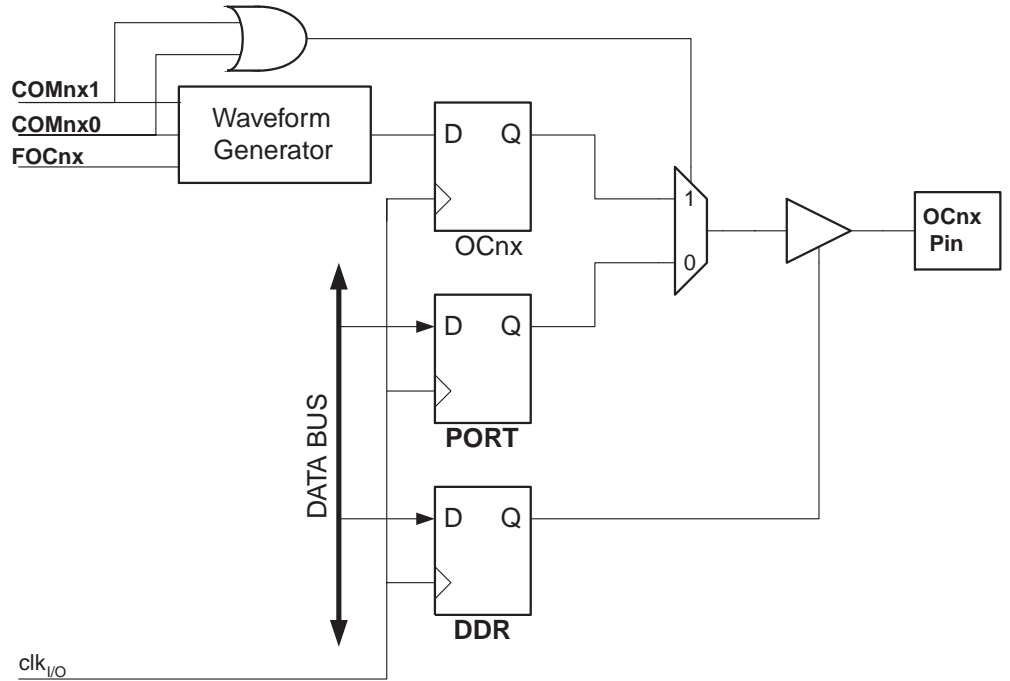 COMnx1
COMnx0
FOCnx
Waveform
Generator
D
Q
OCnx
1
0
OCnx
Pin
D
Q
PORT
DATA BUS
D
Q
DDR
clkI/O